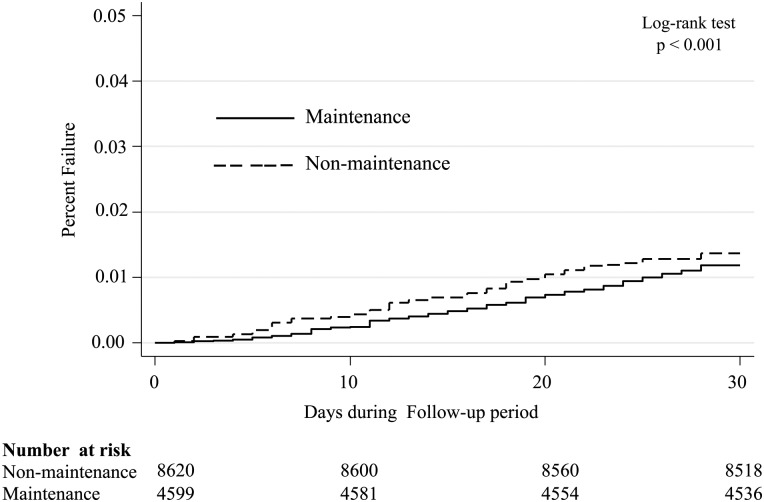 0.05
Log-rank test
p < 0.001
0.04
Maintenance
0.03
Non-maintenance
Percent Failure
0.02
0.01
0.00
0 10 20 30
Days during Follow-up period
Number at risk
Non-maintenance 8620 8600 8560 8518
Maintenance 4599 4581 4554 4536